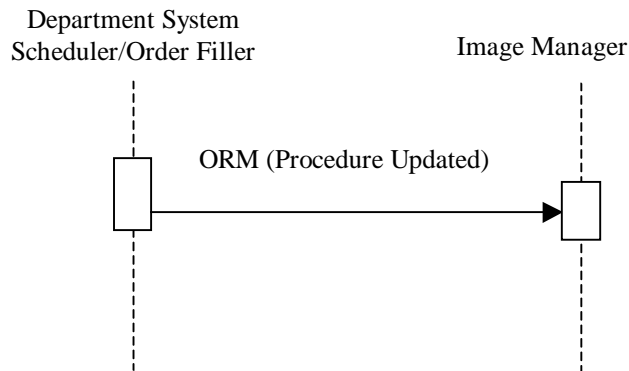 Department System
Scheduler/Order Filler
Image Manager
ORM (Procedure Updated)